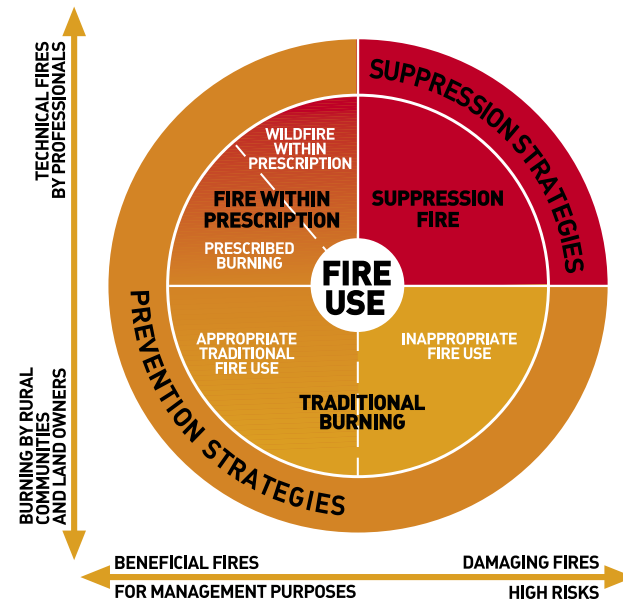 TECHNICAL FIRES
BY PROFESSIONALS
BURNING BY RURAL
COMMUNITIES
AND LAND OWNERS
SUPPRESSION STRATEGIES
PREVENTION STRATEGIES
WILDFIRE
WITHIN
PRESCRIPTION
FIRE WITHIN
PRESCRIPTION
PRESCRIBED
BURNING
SUPPRESSION
FIRE
FIRE
USE
APPROPRIATE
TRADITIONAL
FIRE USE
INAPPROPRIATE
FIRE USE
TRADITIONAL
BURNING
BENEFICIAL FIRES
FOR MANAGEMENT PURPOSES
DAMAGING FIRES
HIGH RISKS